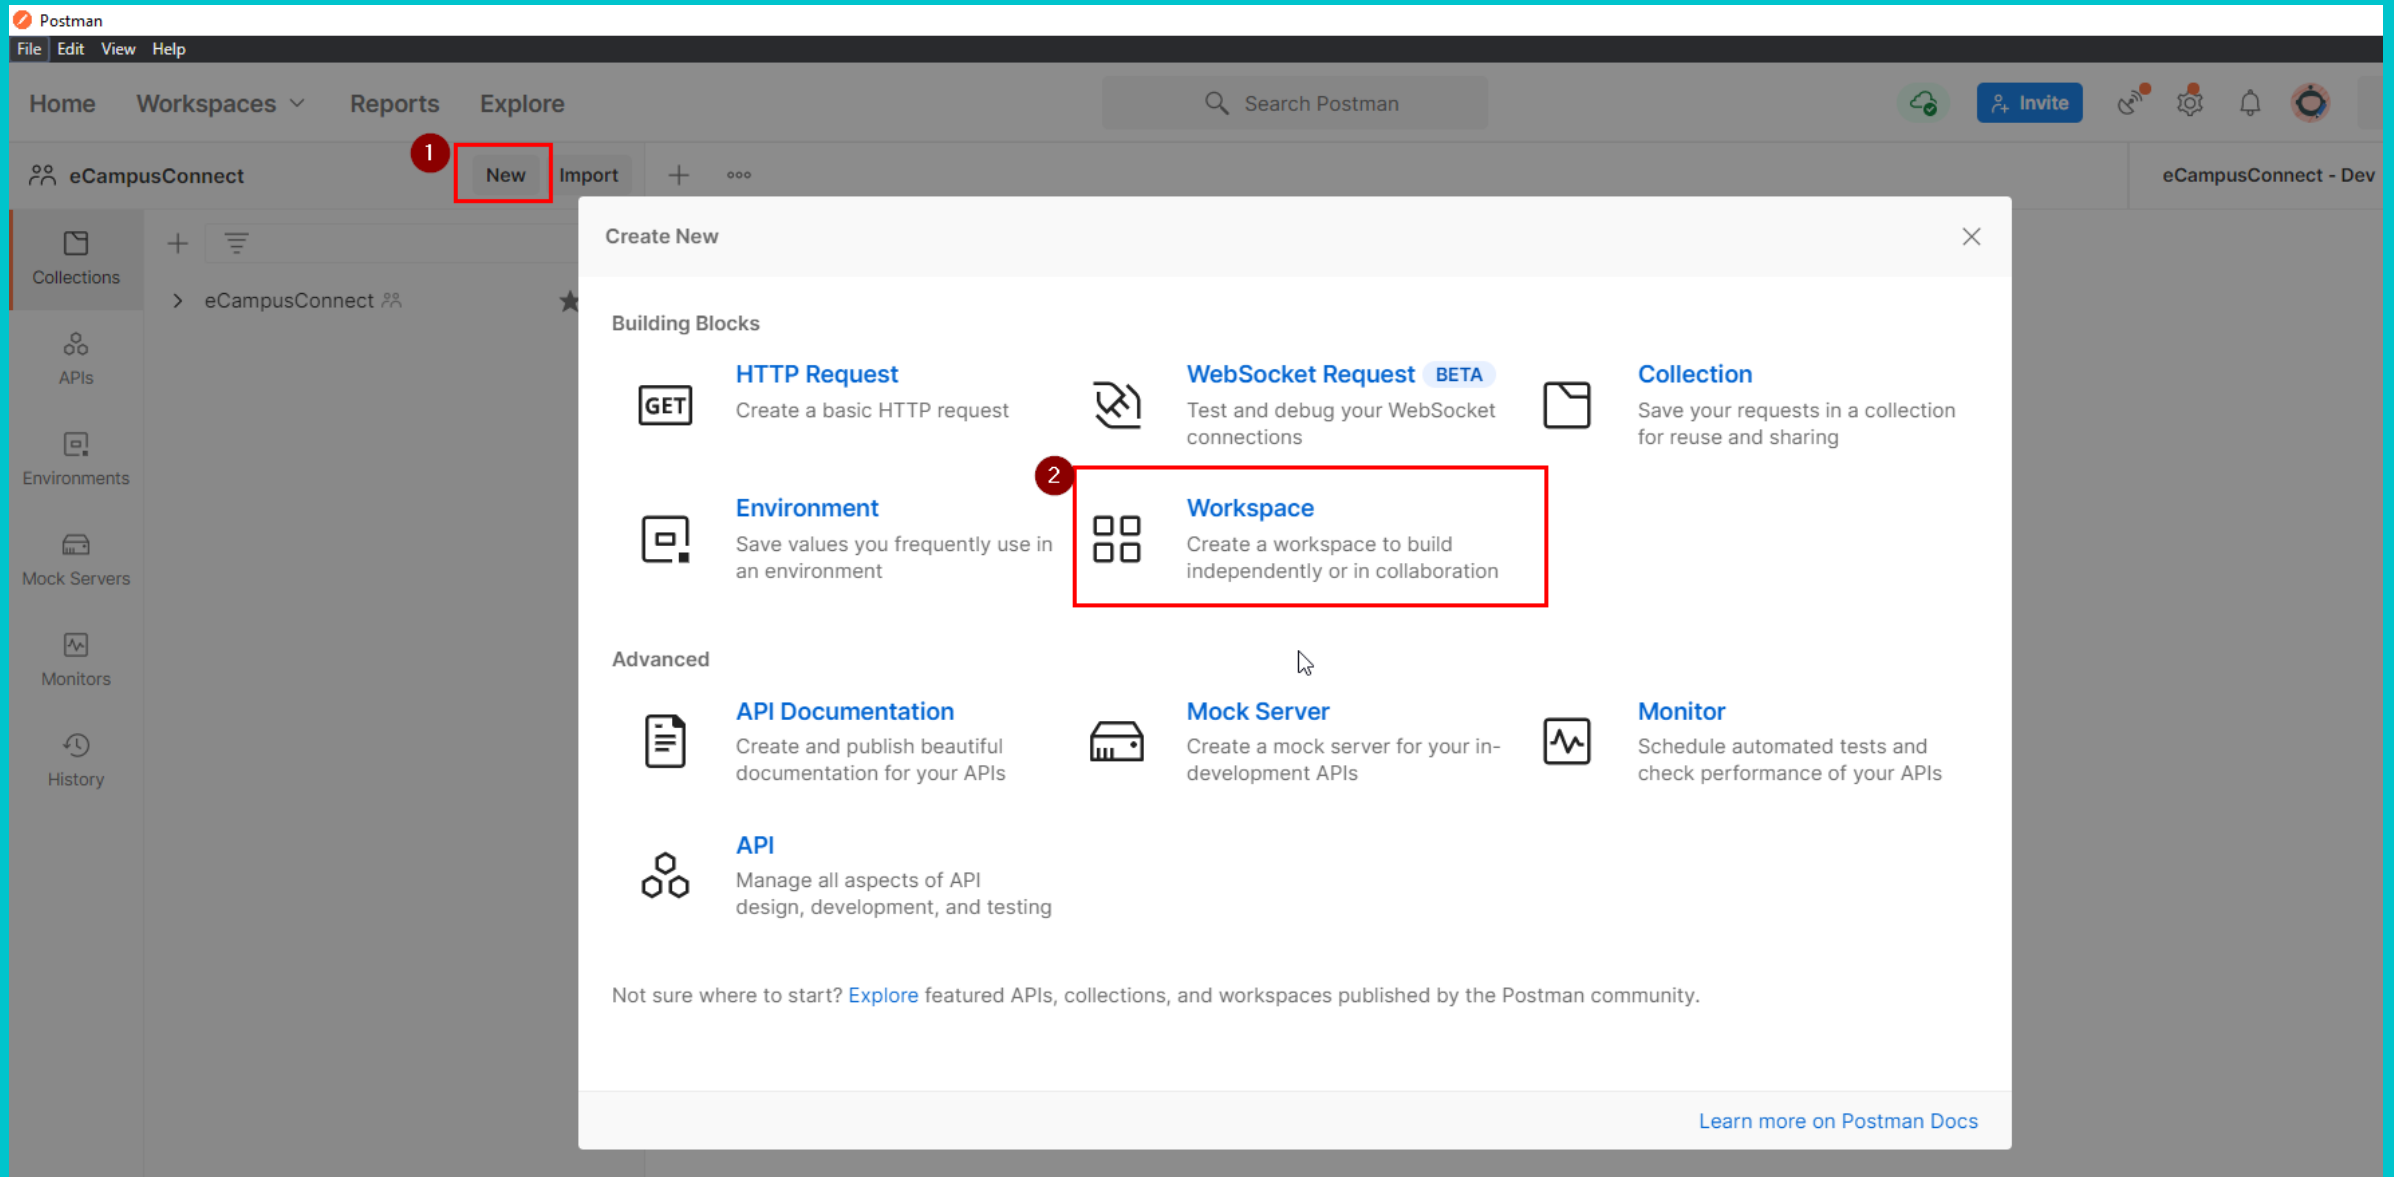 Postman
File Edit View Help
Home Workspaces Reports Explore Search Postman Invite
1
eCampusConnect New Import eCampusConnect - Dev
Collections
eCampusConnect
APIs
Environments
Mock Servers
Monitors
History
Create New
Building Blocks
GET
HTTP Request
Create a basic HTTP request
WebSocket Request BETA
Test and debug your WebSocket
connections
Collection
Save your requests in a collection
for reuse and sharing
Environment
Save values you frequently use in
an environment
2
Workspace
Create a workspace to build
independently or in collaboration
Advanced
API Documentation
Create and publish beautiful
documentation for your APIs
Mock Server
Create a mock server for your in-
development APIs
Monitor
Schedule automated tests and
check performance of your APIs
API
Manage all aspects of API
design, development, and testing
Not sure where to start? Explore featured APIs, collections, and workspaces published by the Postman community.
Learn more on Postman Docs